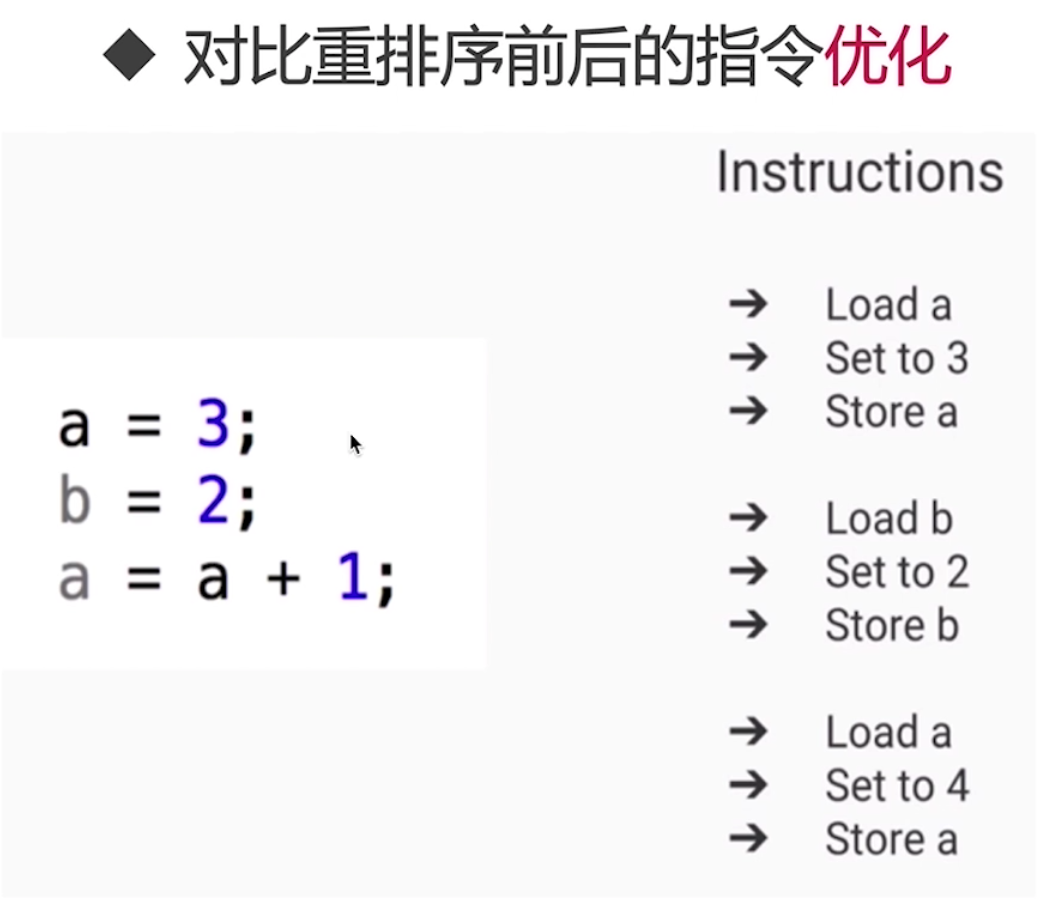 ◆ 对比重排序前后的指令优化
Instructions
a = 3;
b = 2;
a = a + 1;
➔ Load a
➔ Set to 3
➔ Store a
➔ Load b
➔ Set to 2
➔ Store b
➔ Load a
➔ Set to 4
➔ Store a